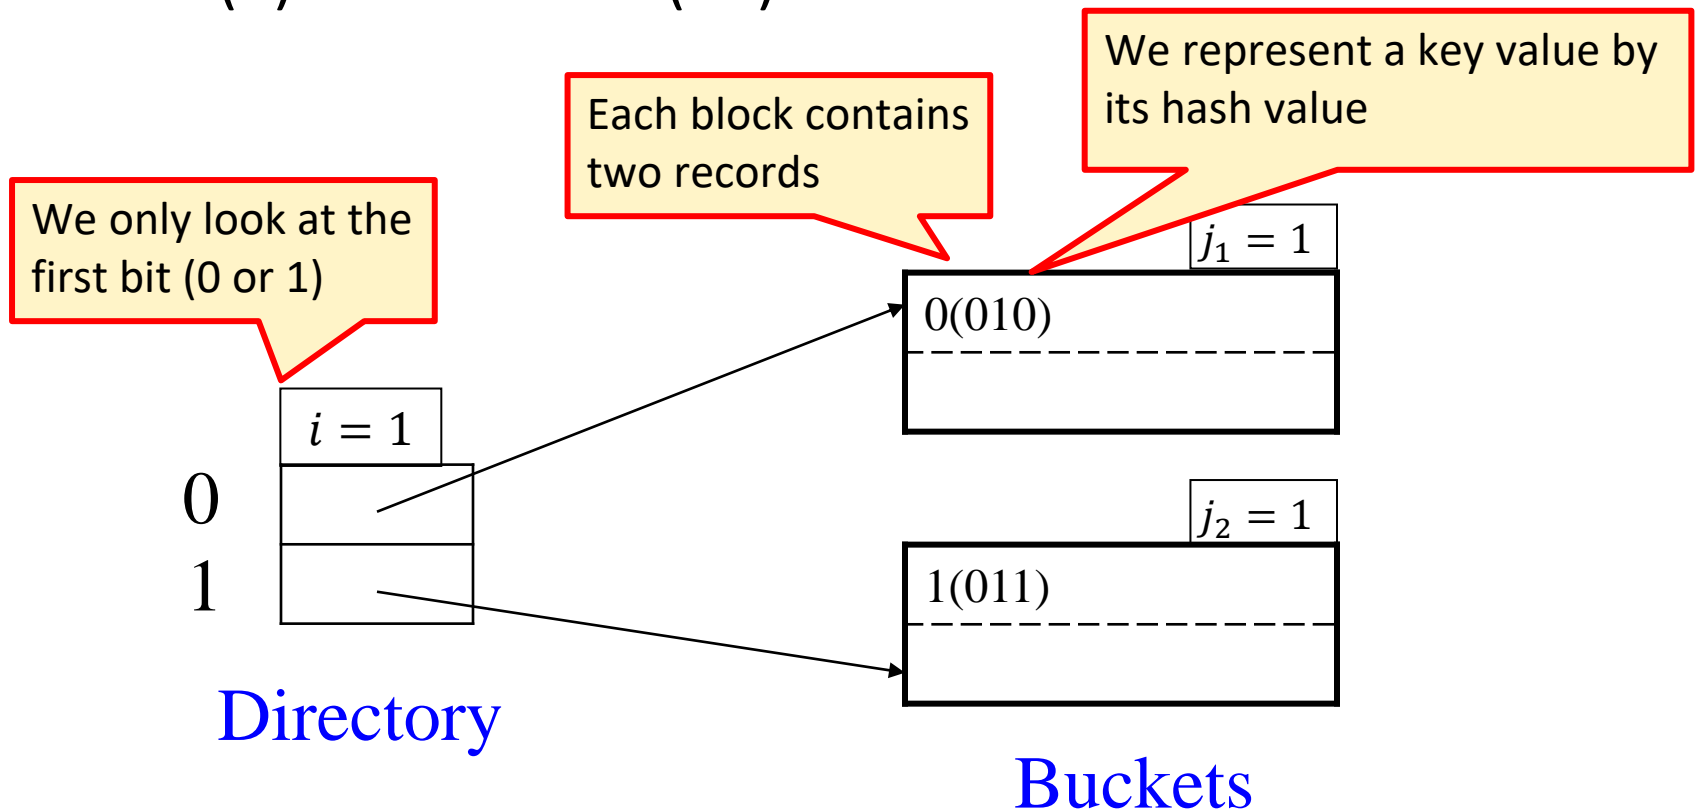 We represent a key value by
its hash value
Each block contains
two records
We only look at the
first bit (0 or 1)
j₁ = 1
0(010)
i = 1
0
1
j₂ = 1
1(011)
Directory
Buckets